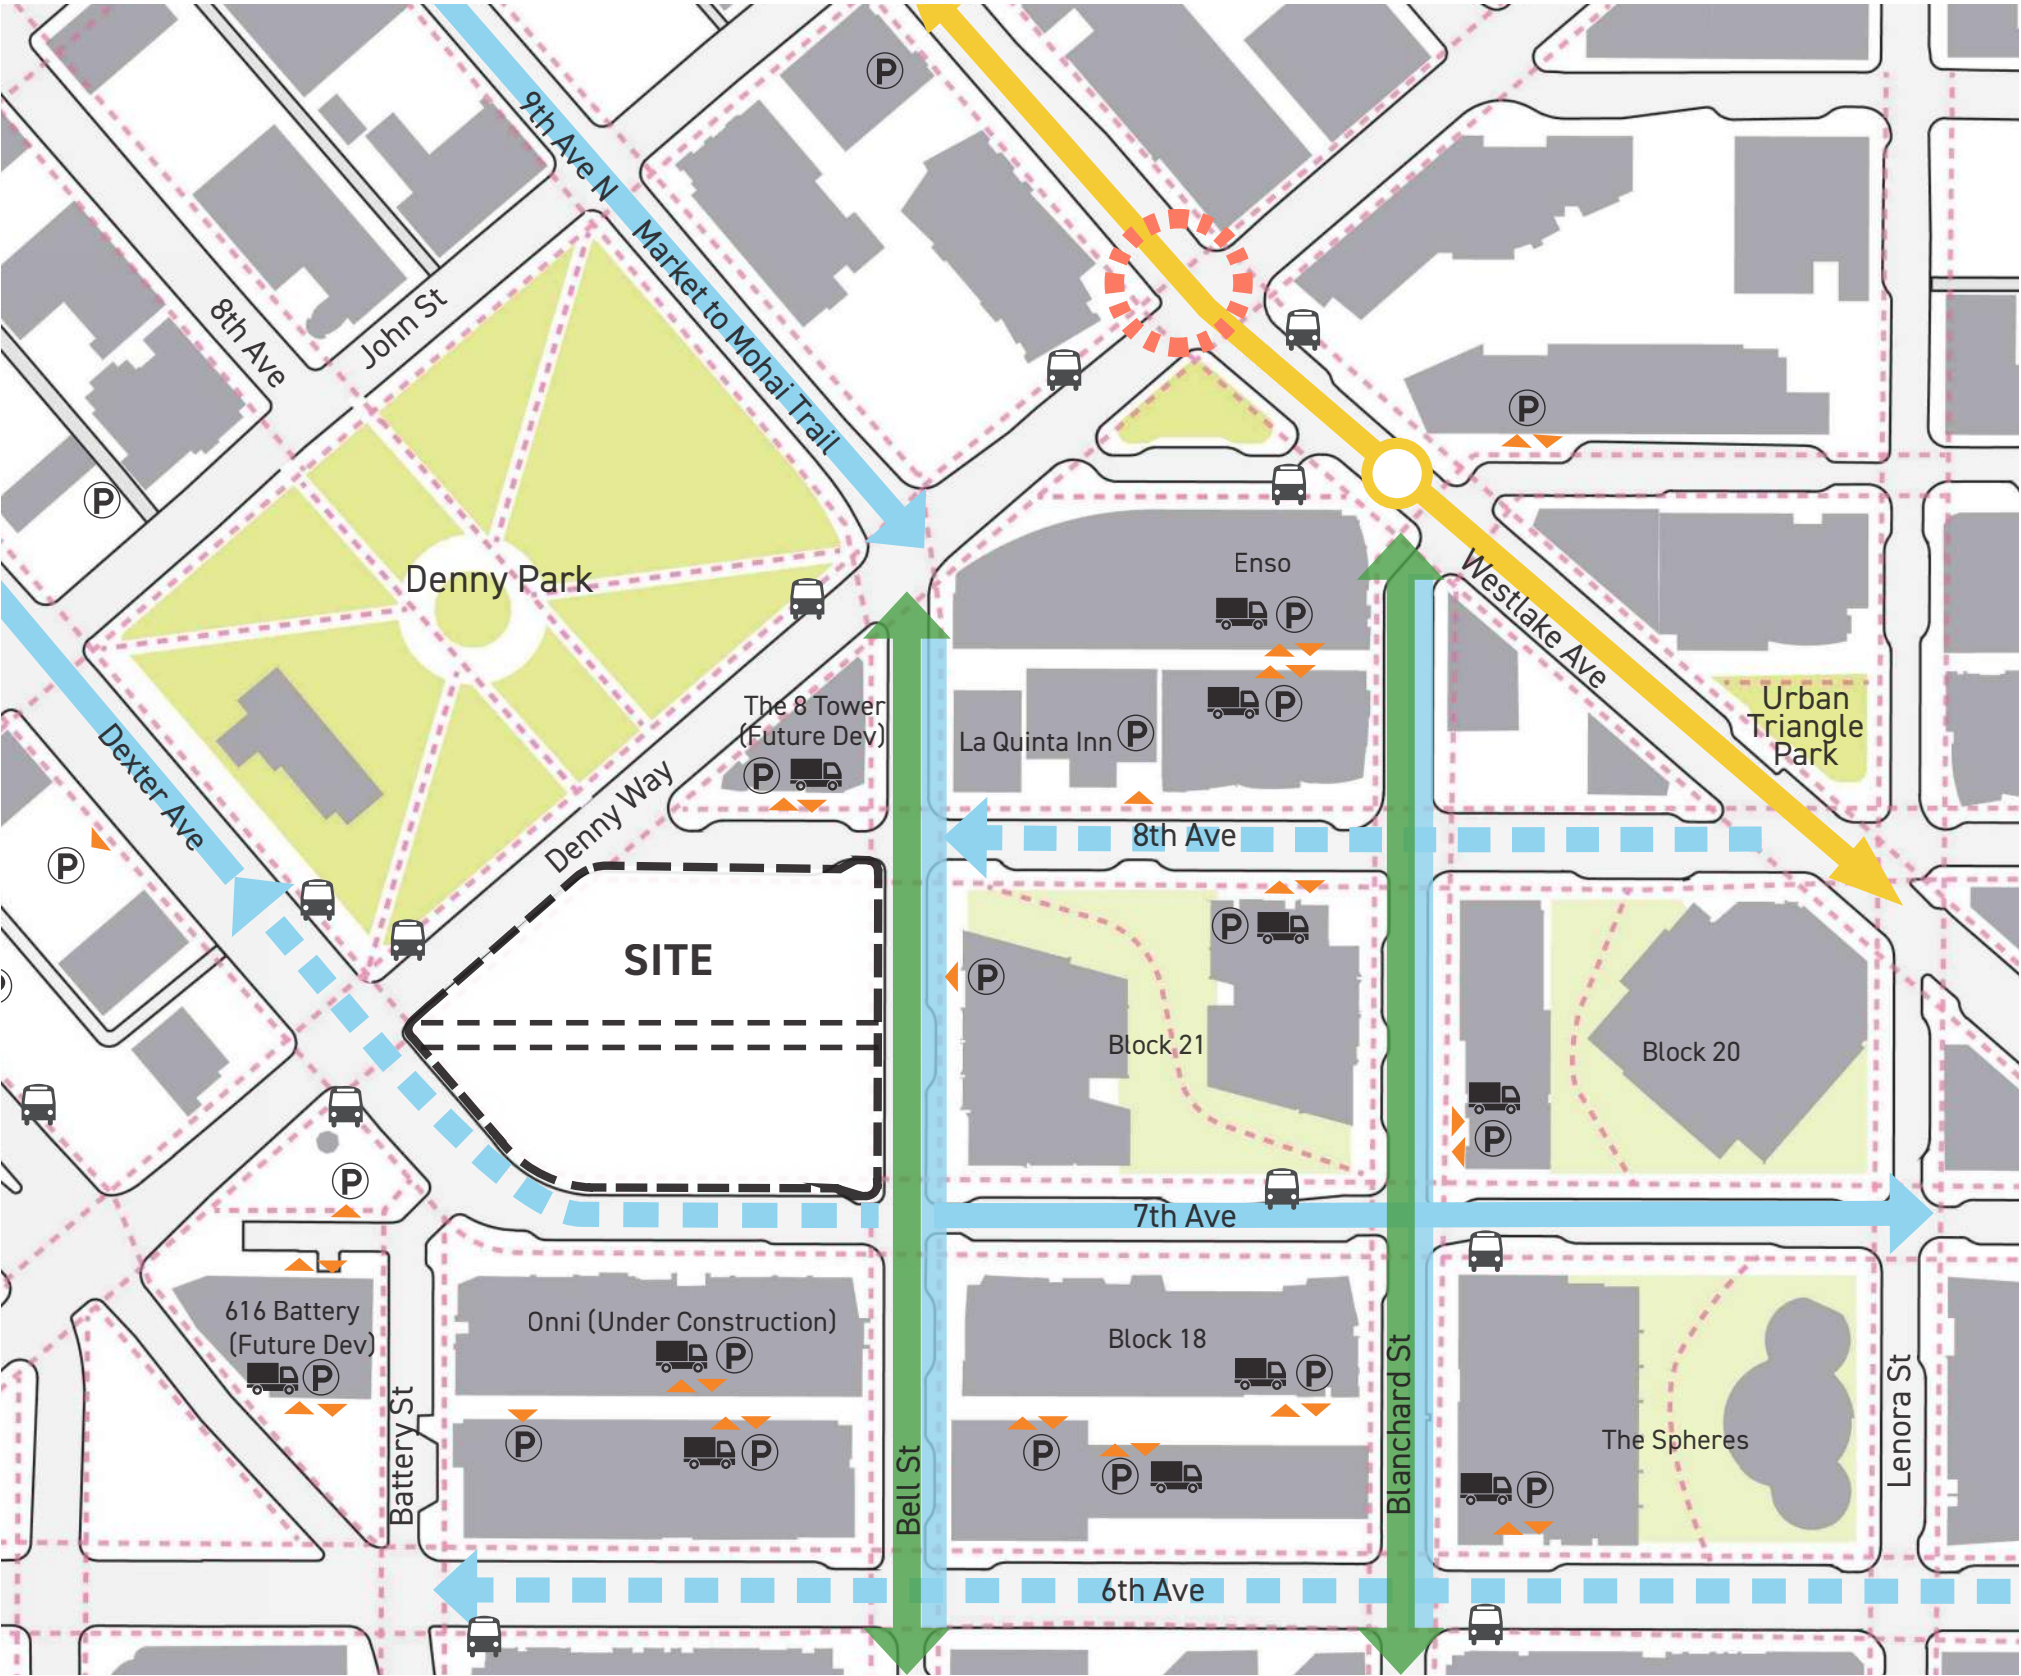 P
9th Ave N
Market to Mohai Trail
8th Ave
John St
P
P
Denny Park
Enso
P
Westlake Ave
The 8 Tower
(Future Dev)
P
La Quinta Inn
P
P
Urban
Triangle
Park
Dexter Ave
P
Denny Way
8th Ave
SITE
P
P
Block 21
Block 20
P
P
7th Ave
616 Battery
(Future Dev)
P
Onni (Under Construction)
P
Block 18
P
Battery St
P
P
Bell St
P
P
Blanchard St
The Spheres
P
Lenora St
6th Ave